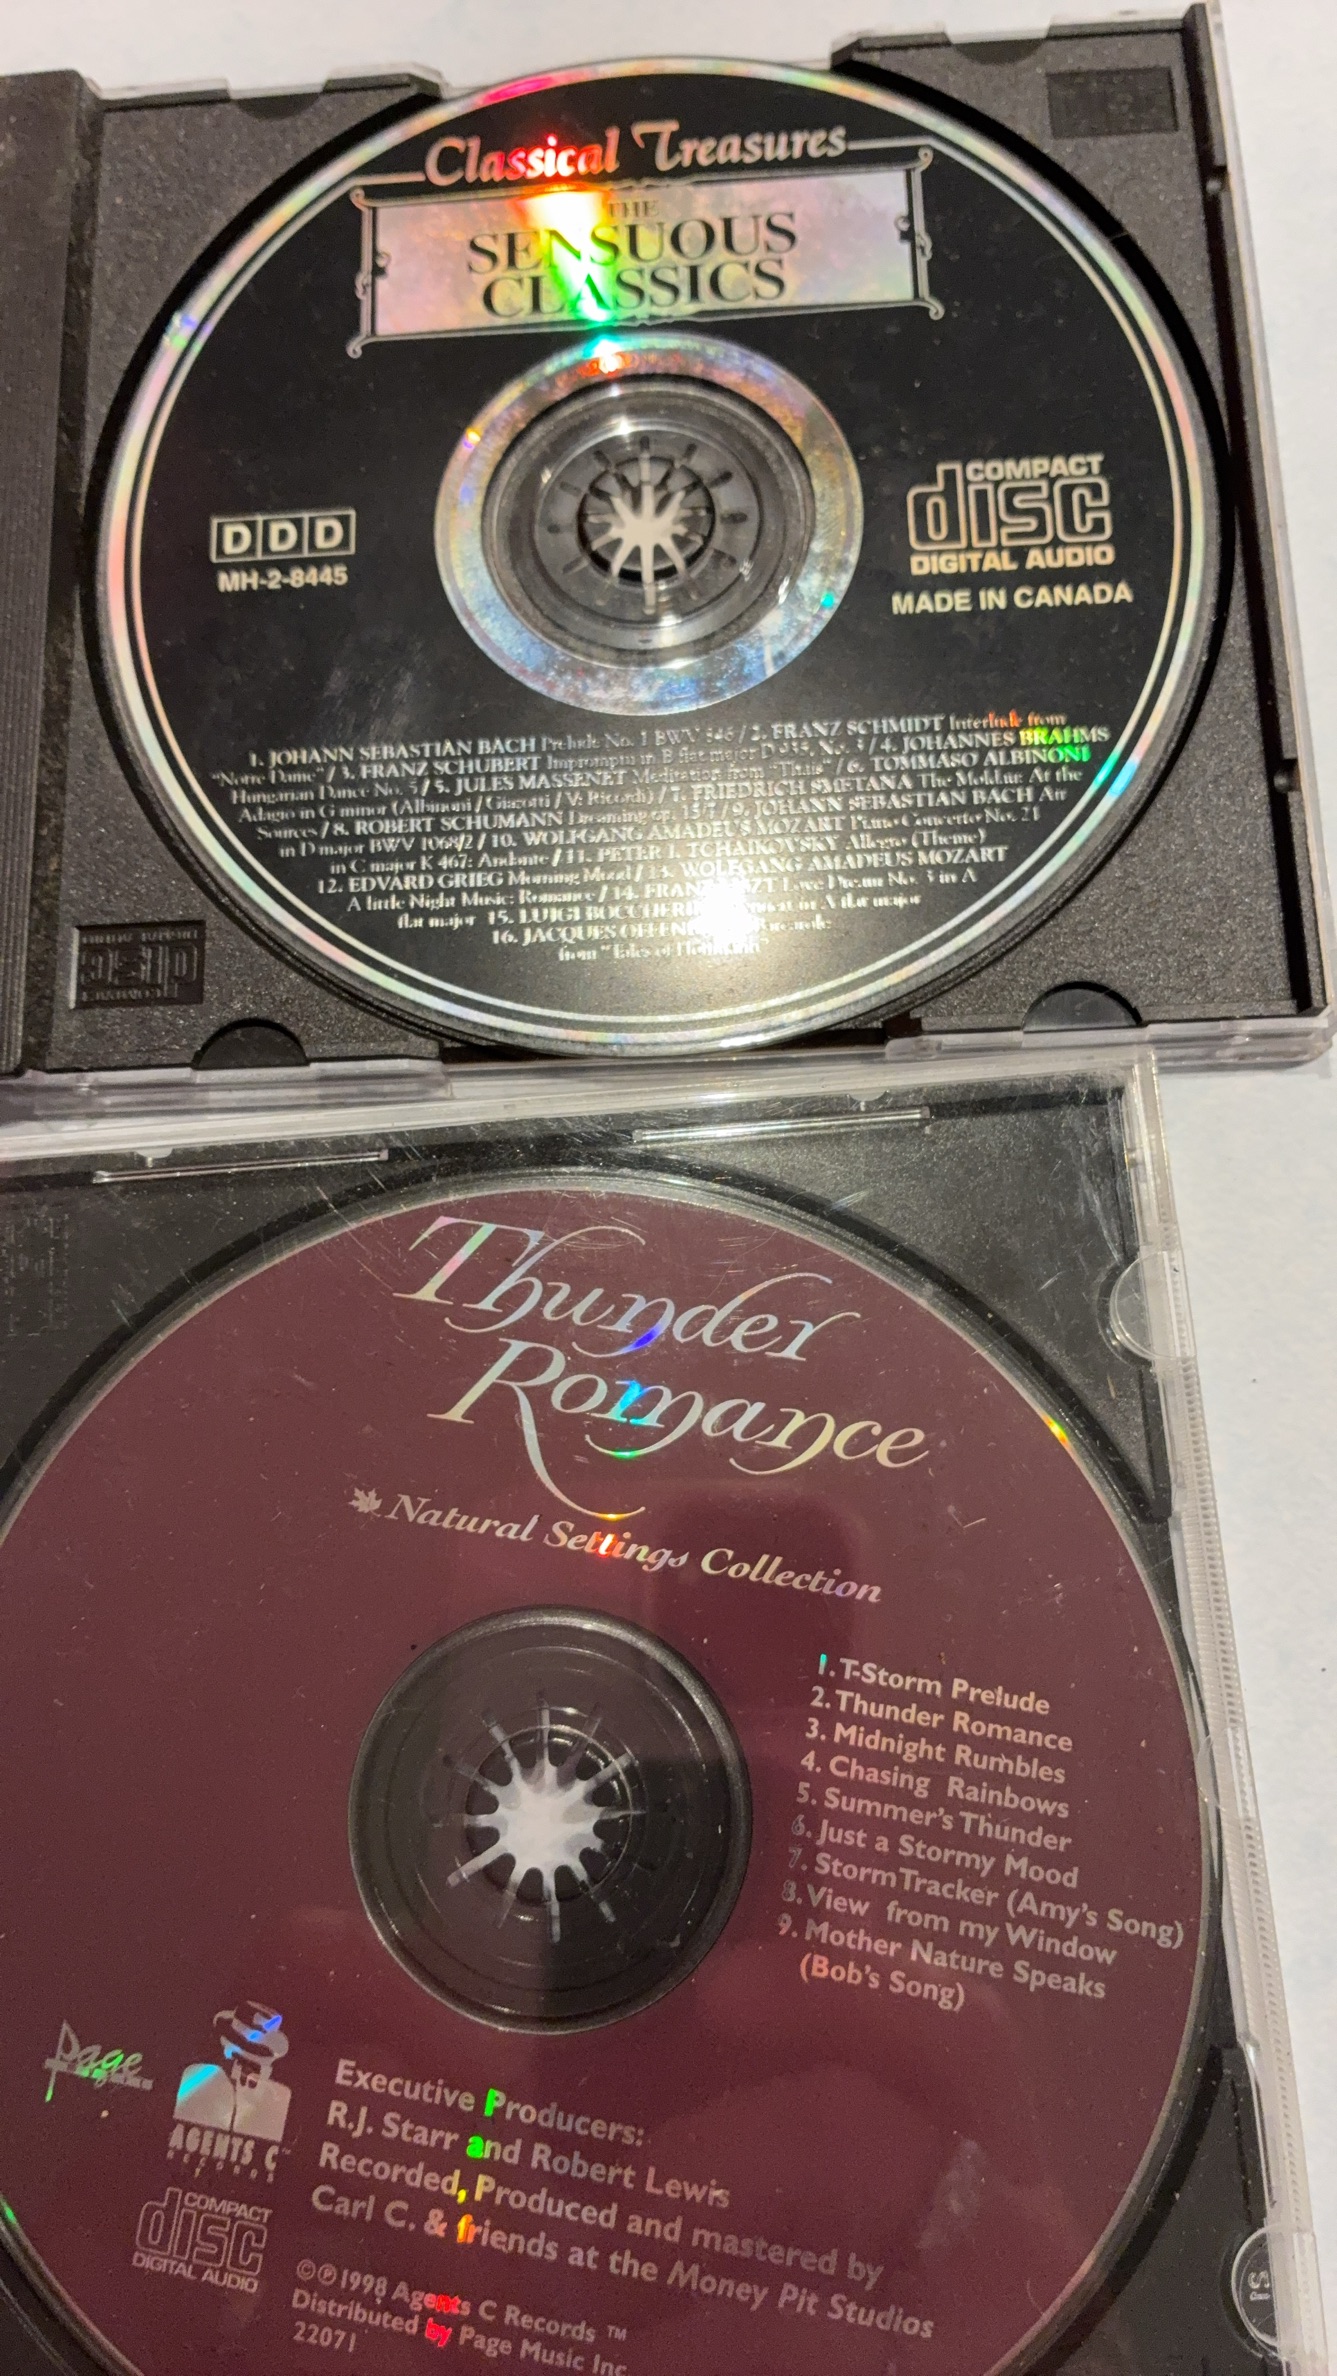 Classical Treasures
THE
SENSUOUS
CLASSICS
DDD
MH-2-8445
COMPACT
disc
DIGITAL AUDIO
MADE IN CANADA
1. JOHANN SEBASTIAN BACH Prelude No. 1 BWV 846 / 2. FRANZ SCHMIDT Interlude from
"Notre Dame" / 3. FRANZ SCHUBERT Impromptu in B flat major D 935, No. 3 / 4. JOHANNES BRAHMS
Hungarian Dance No. 5 / 5. JULES MASSENET Meditation from "Thais" / 6. TOMMASO ALBINONI
Adagio in G minor (Albinoni / Giazotti / V: Ricordi) / 7. FRIEDRICH SMETANA The Moldau: At the
Sources / 8. ROBERT SCHUMANN Dreaming op. 15/7 / 9. JOHANN SEBASTIAN BACH Air
in D major BWV 1068/2 / 10. WOLFGANG AMADEUS MOZART Piano Concerto No. 21
in C major K 467: Andante / 11. PETER I. TCHAIKOVSKY Allegro (Theme)
12. EDVARD GRIEG Morning Mood / 13. WOLFGANG AMADEUS MOZART
A little Night Music: Romance / 14. FRANZ LISZT Love Dream No. 3 in A
flat major 15. LUIGI in A flat major
16. JACQUES
from "Tales of Hoffmann"
Thunder
Romance
Natural Settings Collection
1. T-Storm Prelude
2. Thunder Romance
3. Midnight Rumbles
4. Chasing Rainbows
5. Summer's Thunder
6. Just a Stormy Mood
7. StormTracker (Amy's Song)
8. View from my Window
9. Mother Nature Speaks
(Bob's Song)
Page
AGENTS C™
RECORDS
COMPACT
disc
DIGITAL AUDIO
Executive Producers:
R.J. Starr and Robert Lewis
Recorded, Produced and mastered by
Carl C. & friends at the Money Pit Studios
©℗1998 Agents C Records ™
Distributed by Page Music Inc
22071